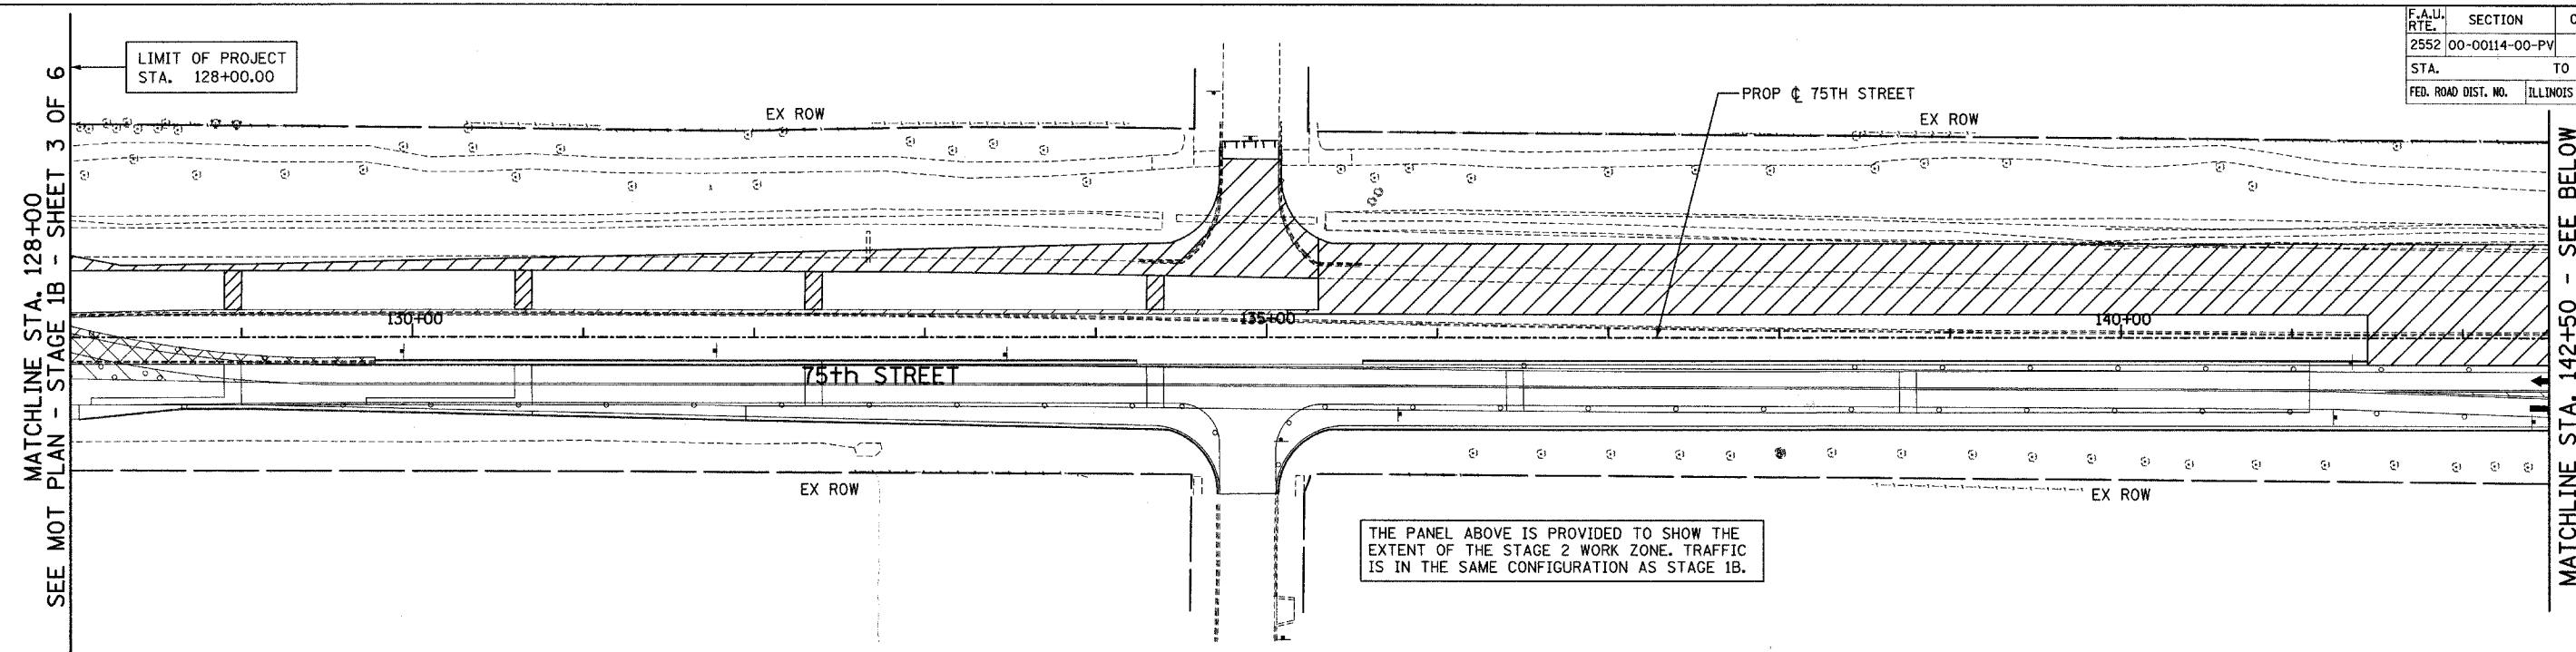 F.A.U. RTE. SECTION C
2552 00-00114-00-PV
STA. TO
FED. ROAD DIST. NO. ILLINOIS
LIMIT OF PROJECT
STA. 128+00.00
MATCHLINE STA. 128+00
SEE MOT PLAN - STAGE 1B - SHEET 3 OF 6
EX ROW
PROP ℄ 75TH STREET
EX ROW
130+00
135+00
140+00
75th STREET
EX ROW
EX ROW
THE PANEL ABOVE IS PROVIDED TO SHOW THE
EXTENT OF THE STAGE 2 WORK ZONE. TRAFFIC
IS IN THE SAME CONFIGURATION AS STAGE 1B.
MATCHLINE STA. 142+50 - SEE BELOW